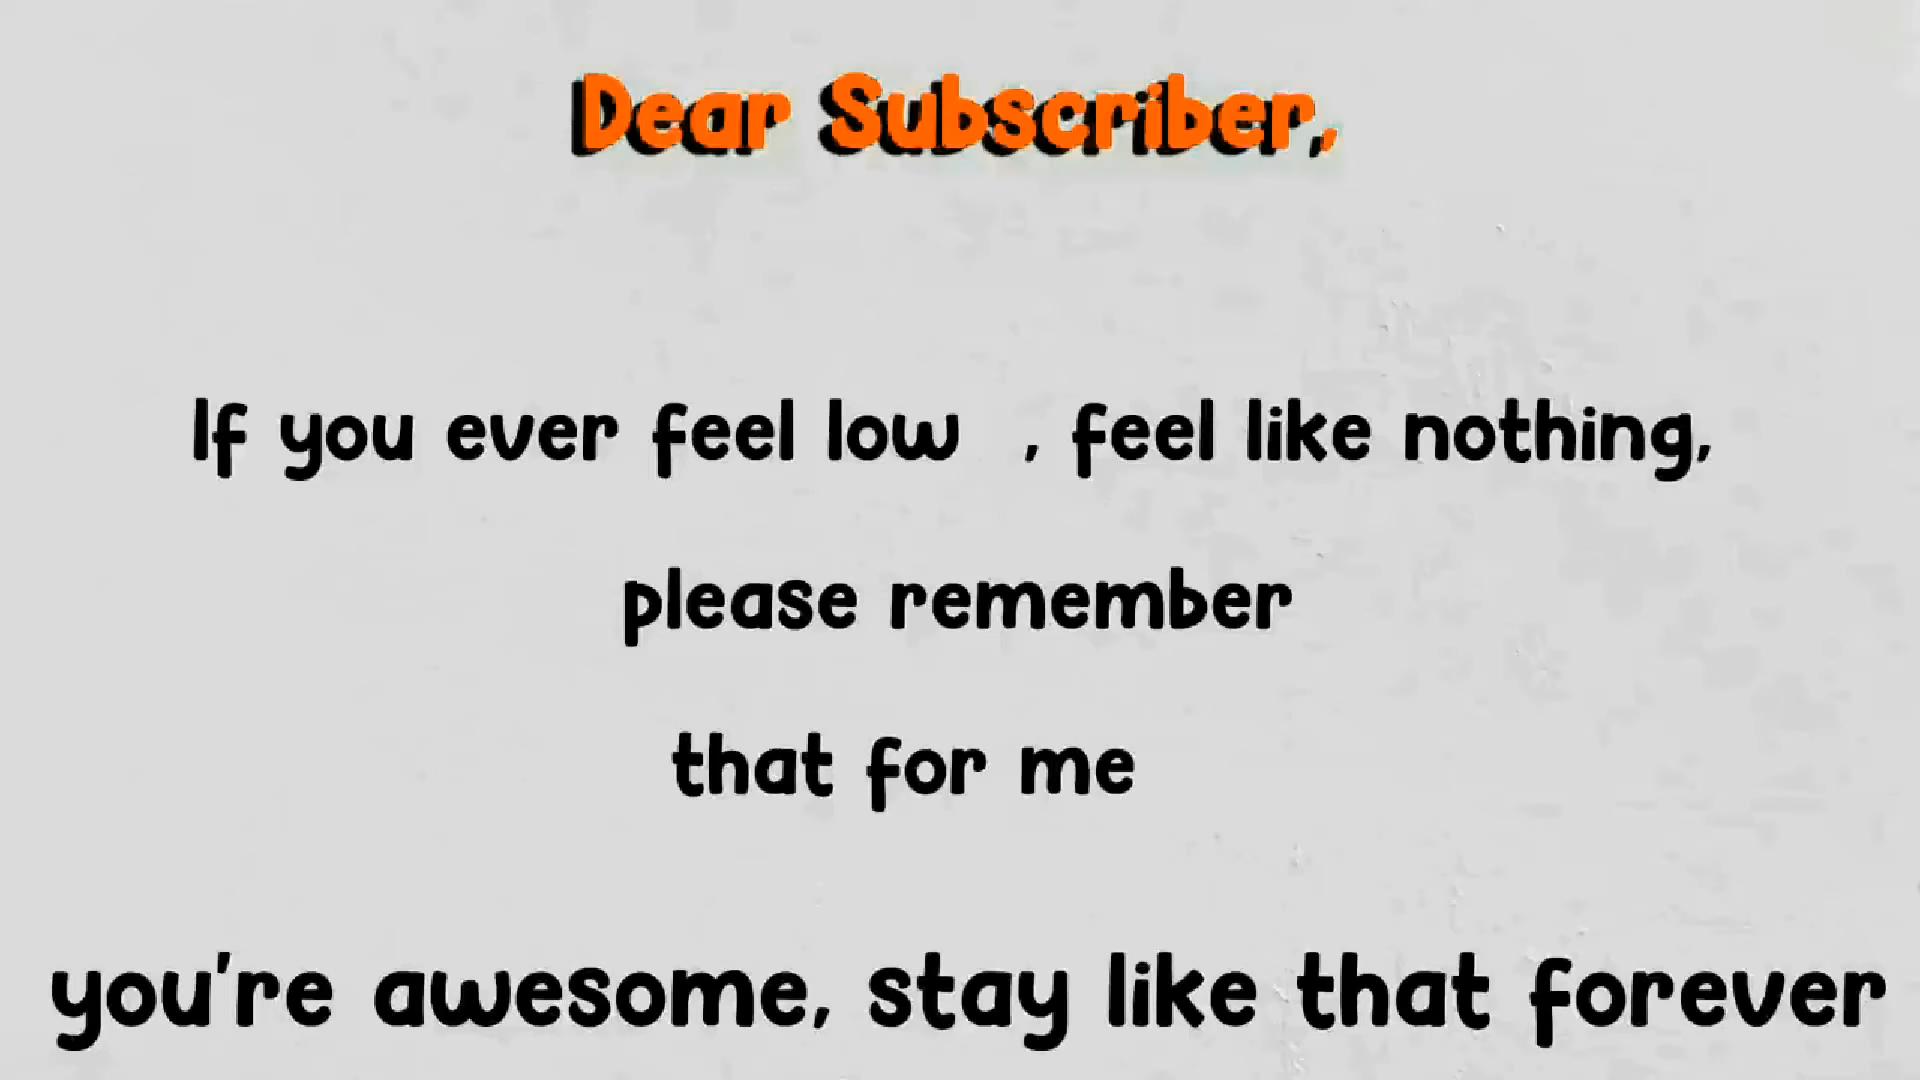 Dear Subscriber,
If you ever feel low , feel like nothing,
please remember
that for me
you're awesome, stay like that forever